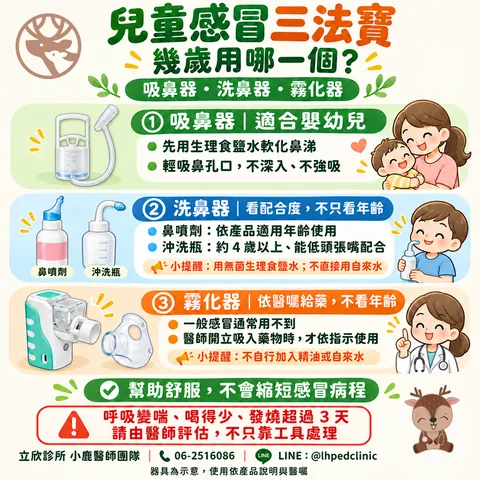 兒童感冒三法寶
幾歲用哪一個？
吸鼻器・洗鼻器・霧化器
① 吸鼻器｜適合嬰幼兒
先用生理食鹽水軟化鼻涕
輕吸鼻孔口，不深入、不強吸
② 洗鼻器｜看配合度，不只看年齡
鼻噴劑：依產品適用年齡使用
沖洗瓶：約 4 歲以上、能低頭張嘴配合
小提醒：用無菌生理食鹽水；不直接用自來水
鼻噴劑
沖洗瓶
③ 霧化器｜依醫囑給藥，不看年齡
一般感冒通常用不到
醫師開立吸入藥物時，才依指示使用
小提醒：不自行加入精油或自來水
幫助舒服，不會縮短感冒病程
呼吸變喘、喝得少、發燒超過 3 天
請由醫師評估，不只靠工具處理
立欣診所 小鹿醫師團隊｜06-2516086｜LINE：@lhpedclinic
器具為示意，使用依產品說明與醫囑